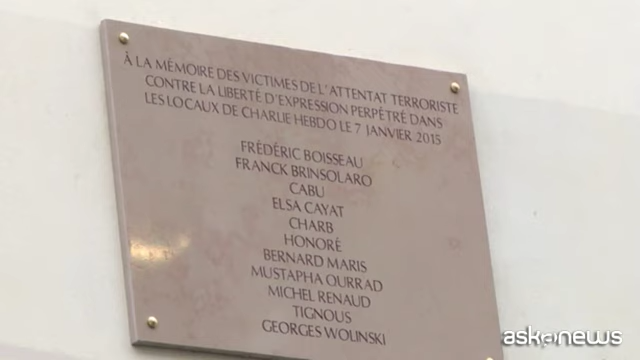 À LA MÉMOIRE DES VICTIMES DE L'ATTENTAT TERRORISTE
CONTRE LA LIBERTÉ D'EXPRESSION PERPÉTRÉ DANS
LES LOCAUX DE CHARLIE HEBDO LE 7 JANVIER 2015
FRÉDÉRIC BOISSEAU
FRANCK BRINSOLARO
CABU
ELSA CAYAT
CHARB
HONORÉ
BERNARD MARIS
MUSTAPHA OURRAD
MICHEL RENAUD
TIGNOUS
GEORGES WOLINSKI
askanews